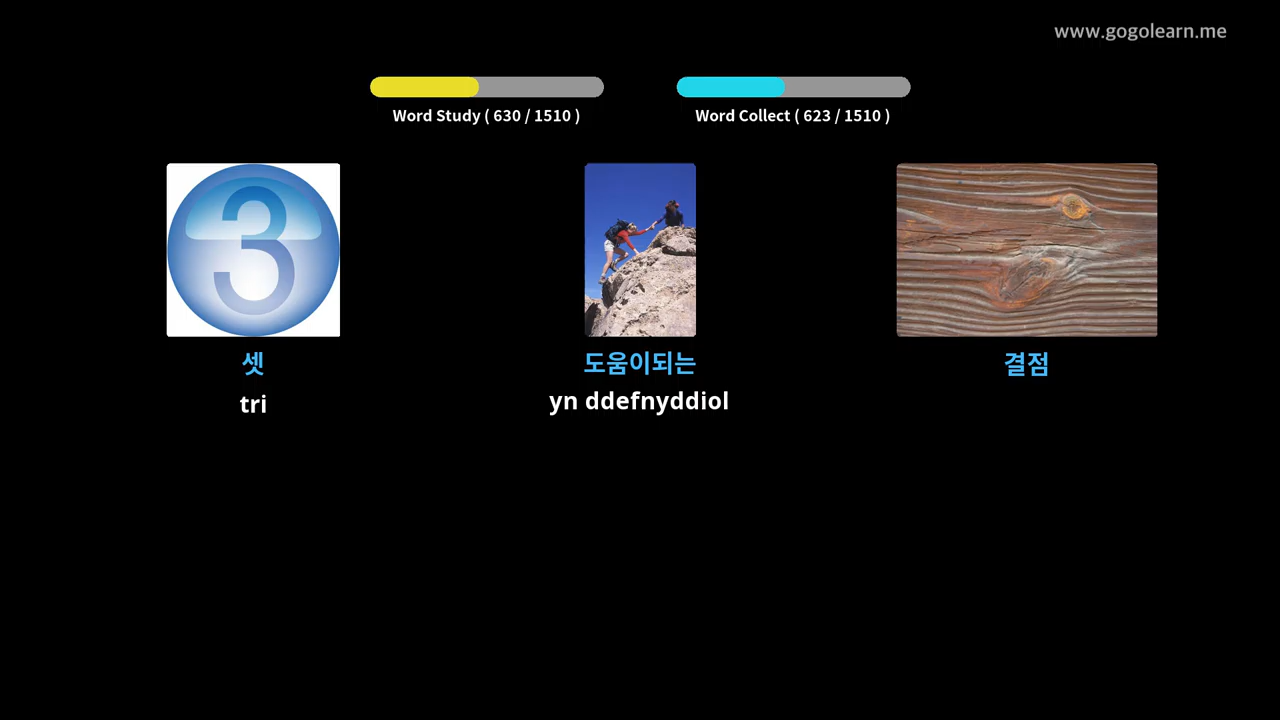 www.gogolearn.me
Word Study ( 630 / 1510 )
Word Collect ( 623 / 1510 )
3
셋
도움이되는
결점
tri
yn ddefnyddiol